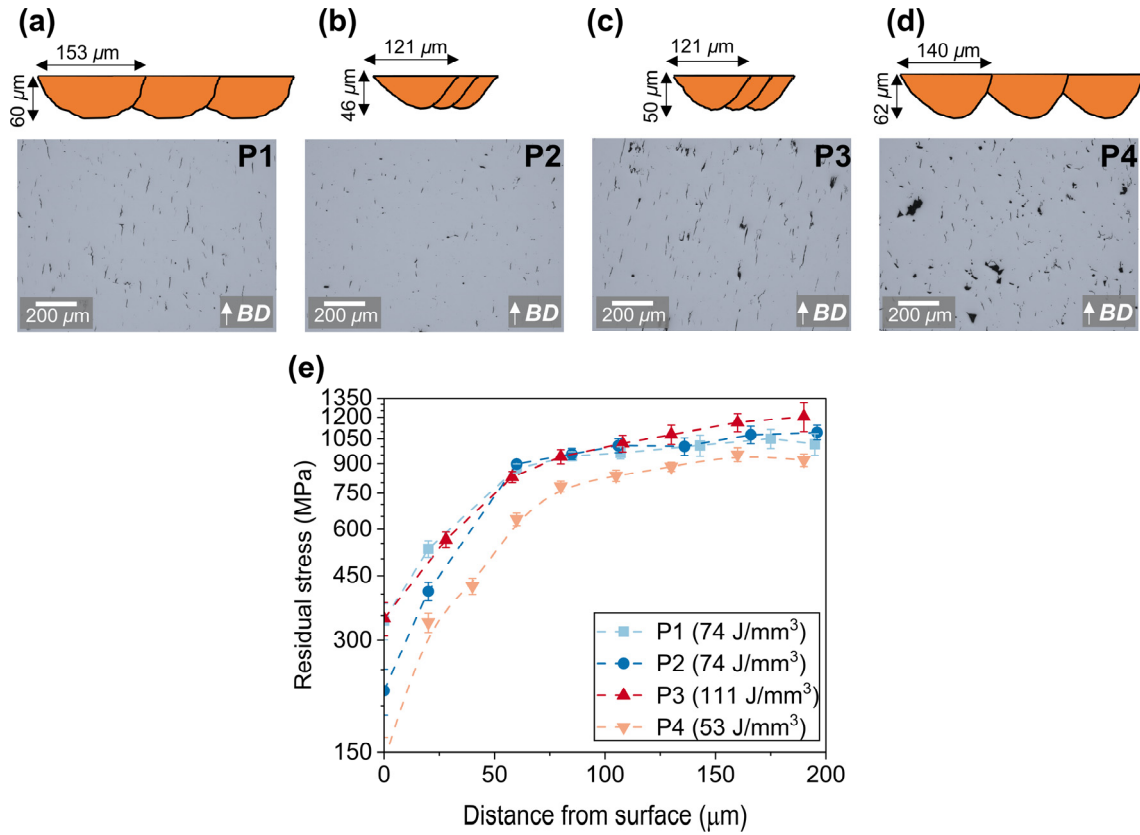 (a)
(b)
(c)
(d)
153 µm
121 µm
121 µm
140 µm
60 µm
46 µm
50 µm
62 µm
P1
P2
P3
P4
200 µm
↑ BD
200 µm
↑ BD
200 µm
↑ BD
200 µm
↑ BD
(e)
1350
1200
1050
900
750
600
450
300
150
Residual stress (MPa)
P1 (74 J/mm³)
P2 (74 J/mm³)
P3 (111 J/mm³)
P4 (53 J/mm³)
0
50
100
150
200
Distance from surface (µm)